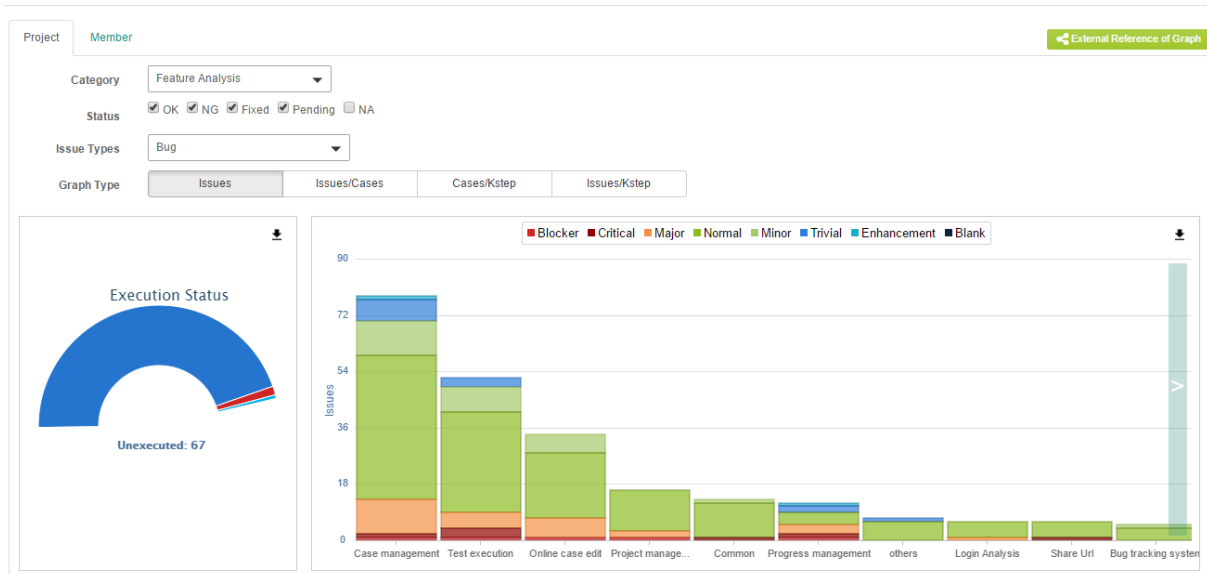 Project Member External Reference of Graph
Category Feature Analysis
Status OK NG Fixed Pending NA
Issue Types Bug
Graph Type Issues Issues/Cases Cases/Kstep Issues/Kstep
Execution Status
Unexecuted: 67
Blocker Critical Major Normal Minor Trivial Enhancement Blank
90
72
54
36
18
0
Issues
>
Case management Test execution Online case edit Project manage... Common Progress management others Login Analysis Share Url Bug tracking system